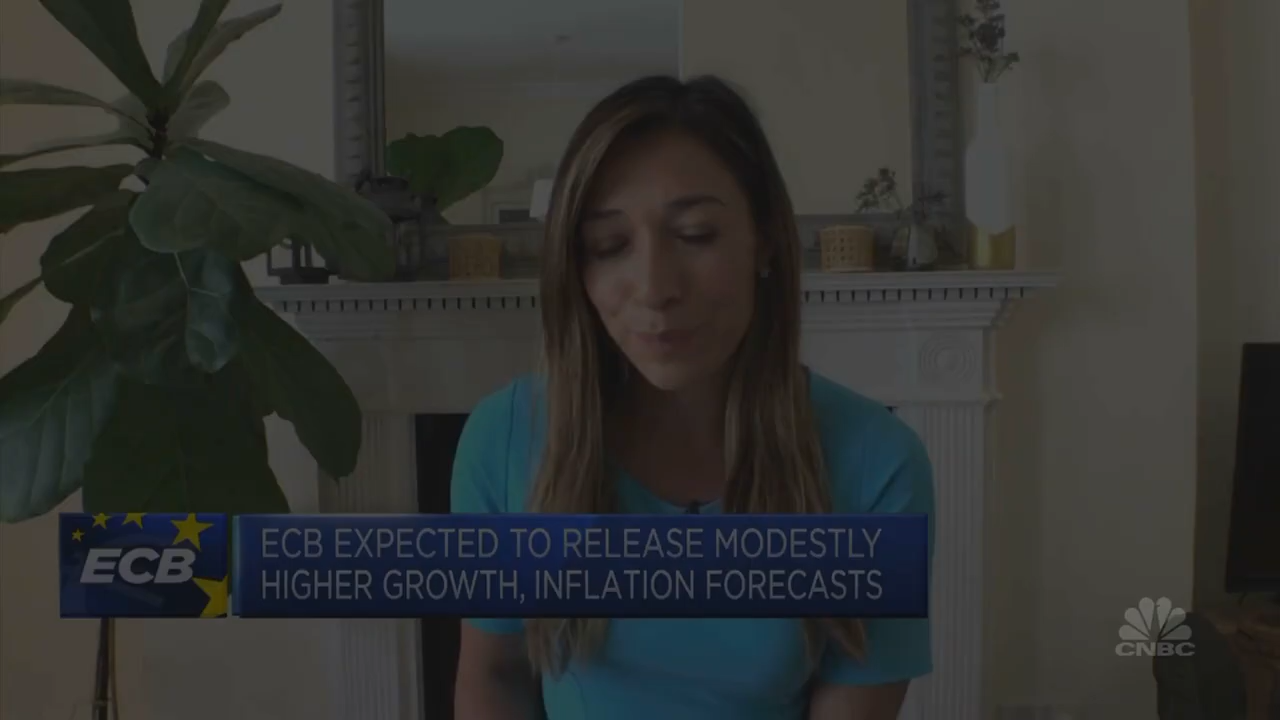 ECB
ECB EXPECTED TO RELEASE MODESTLY
HIGHER GROWTH, INFLATION FORECASTS
CNBC